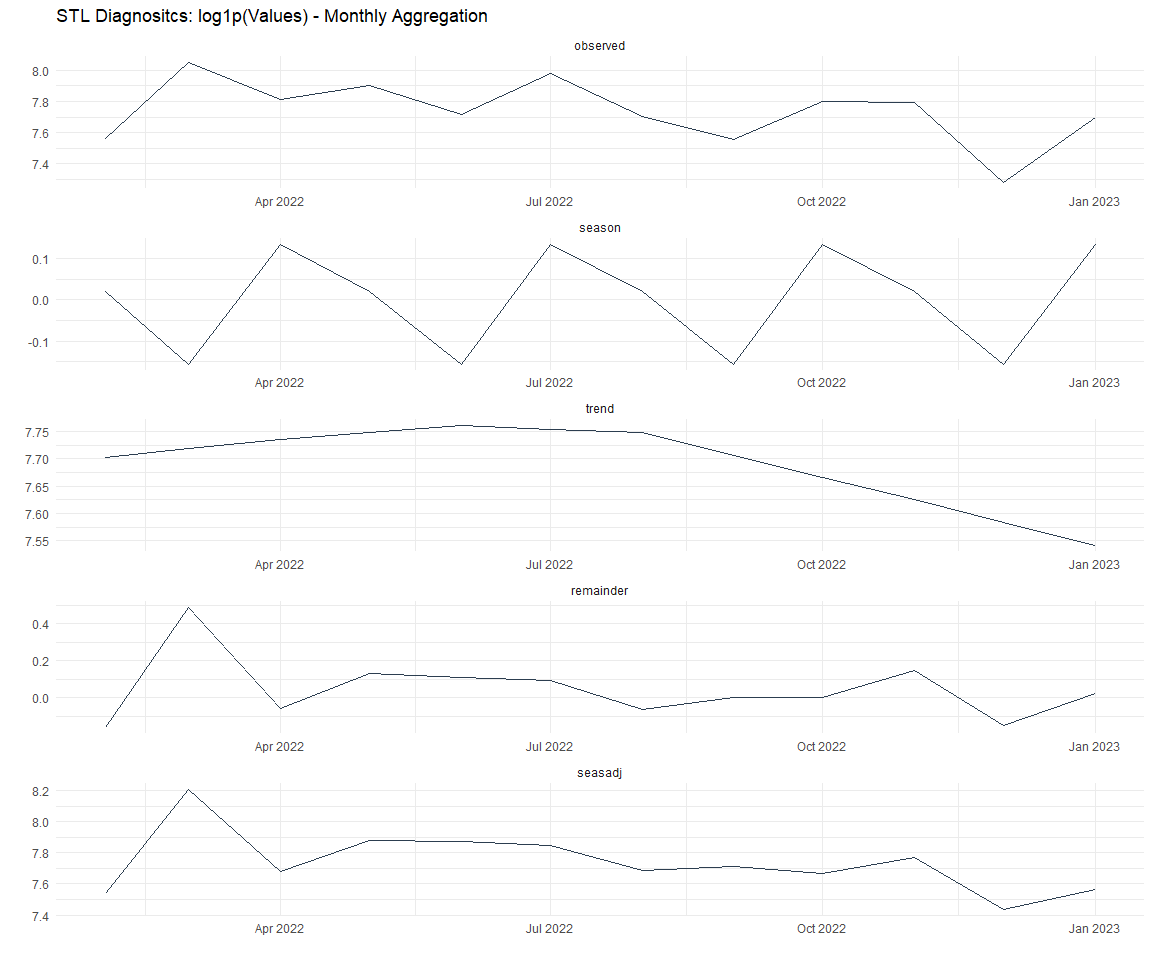 STL Diagnositcs: log1p(Values) - Monthly Aggregation
observed
8.0
7.8
7.6
7.4
Apr 2022 Jul 2022 Oct 2022 Jan 2023
season
0.1
0.0
-0.1
Apr 2022 Jul 2022 Oct 2022 Jan 2023
trend
7.75
7.70
7.65
7.60
7.55
Apr 2022 Jul 2022 Oct 2022 Jan 2023
remainder
0.4
0.2
0.0
Apr 2022 Jul 2022 Oct 2022 Jan 2023
seasadj
8.2
8.0
7.8
7.6
7.4
Apr 2022 Jul 2022 Oct 2022 Jan 2023